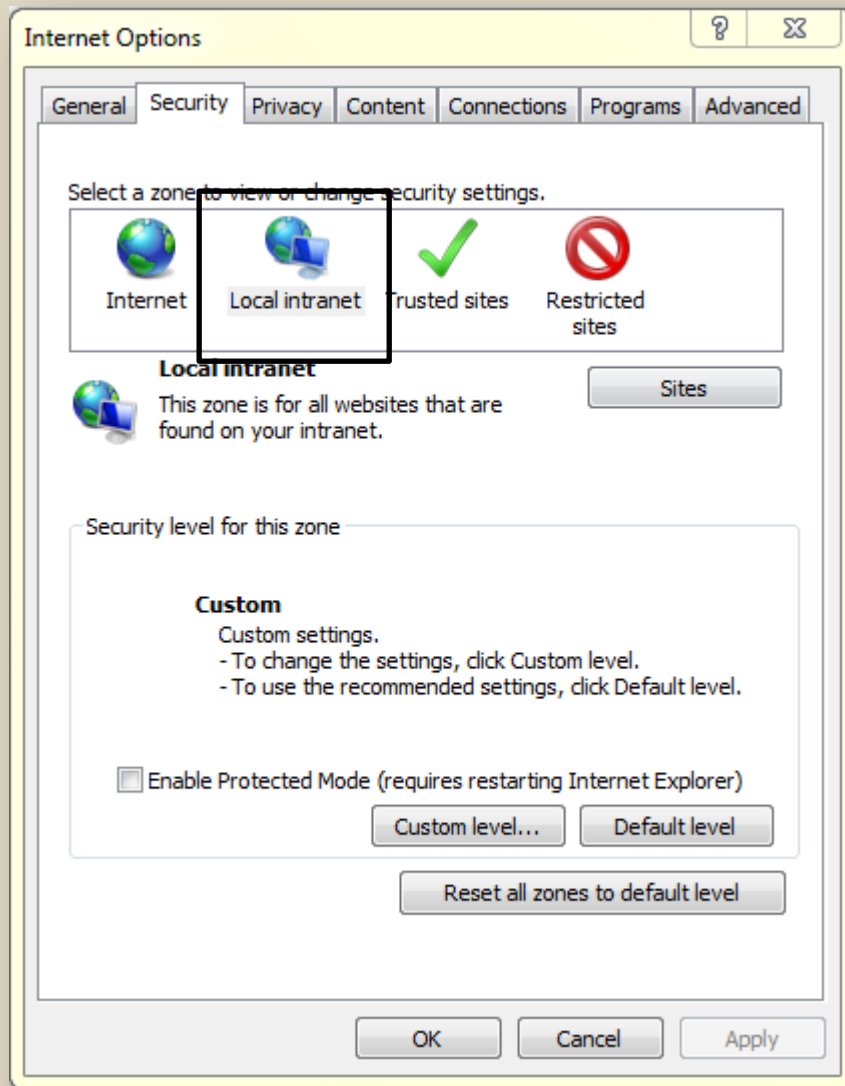 Internet Options
General Security Privacy Content Connections Programs Advanced
Select a zone to view or change security settings.
Internet Local intranet Trusted sites Restricted
sites
Local intranet
Sites
This zone is for all websites that are
found on your intranet.
Security level for this zone
Custom
Custom settings.
- To change the settings, click Custom level.
- To use the recommended settings, click Default level.
Enable Protected Mode (requires restarting Internet Explorer)
Custom level... Default level
Reset all zones to default level
OK Cancel Apply